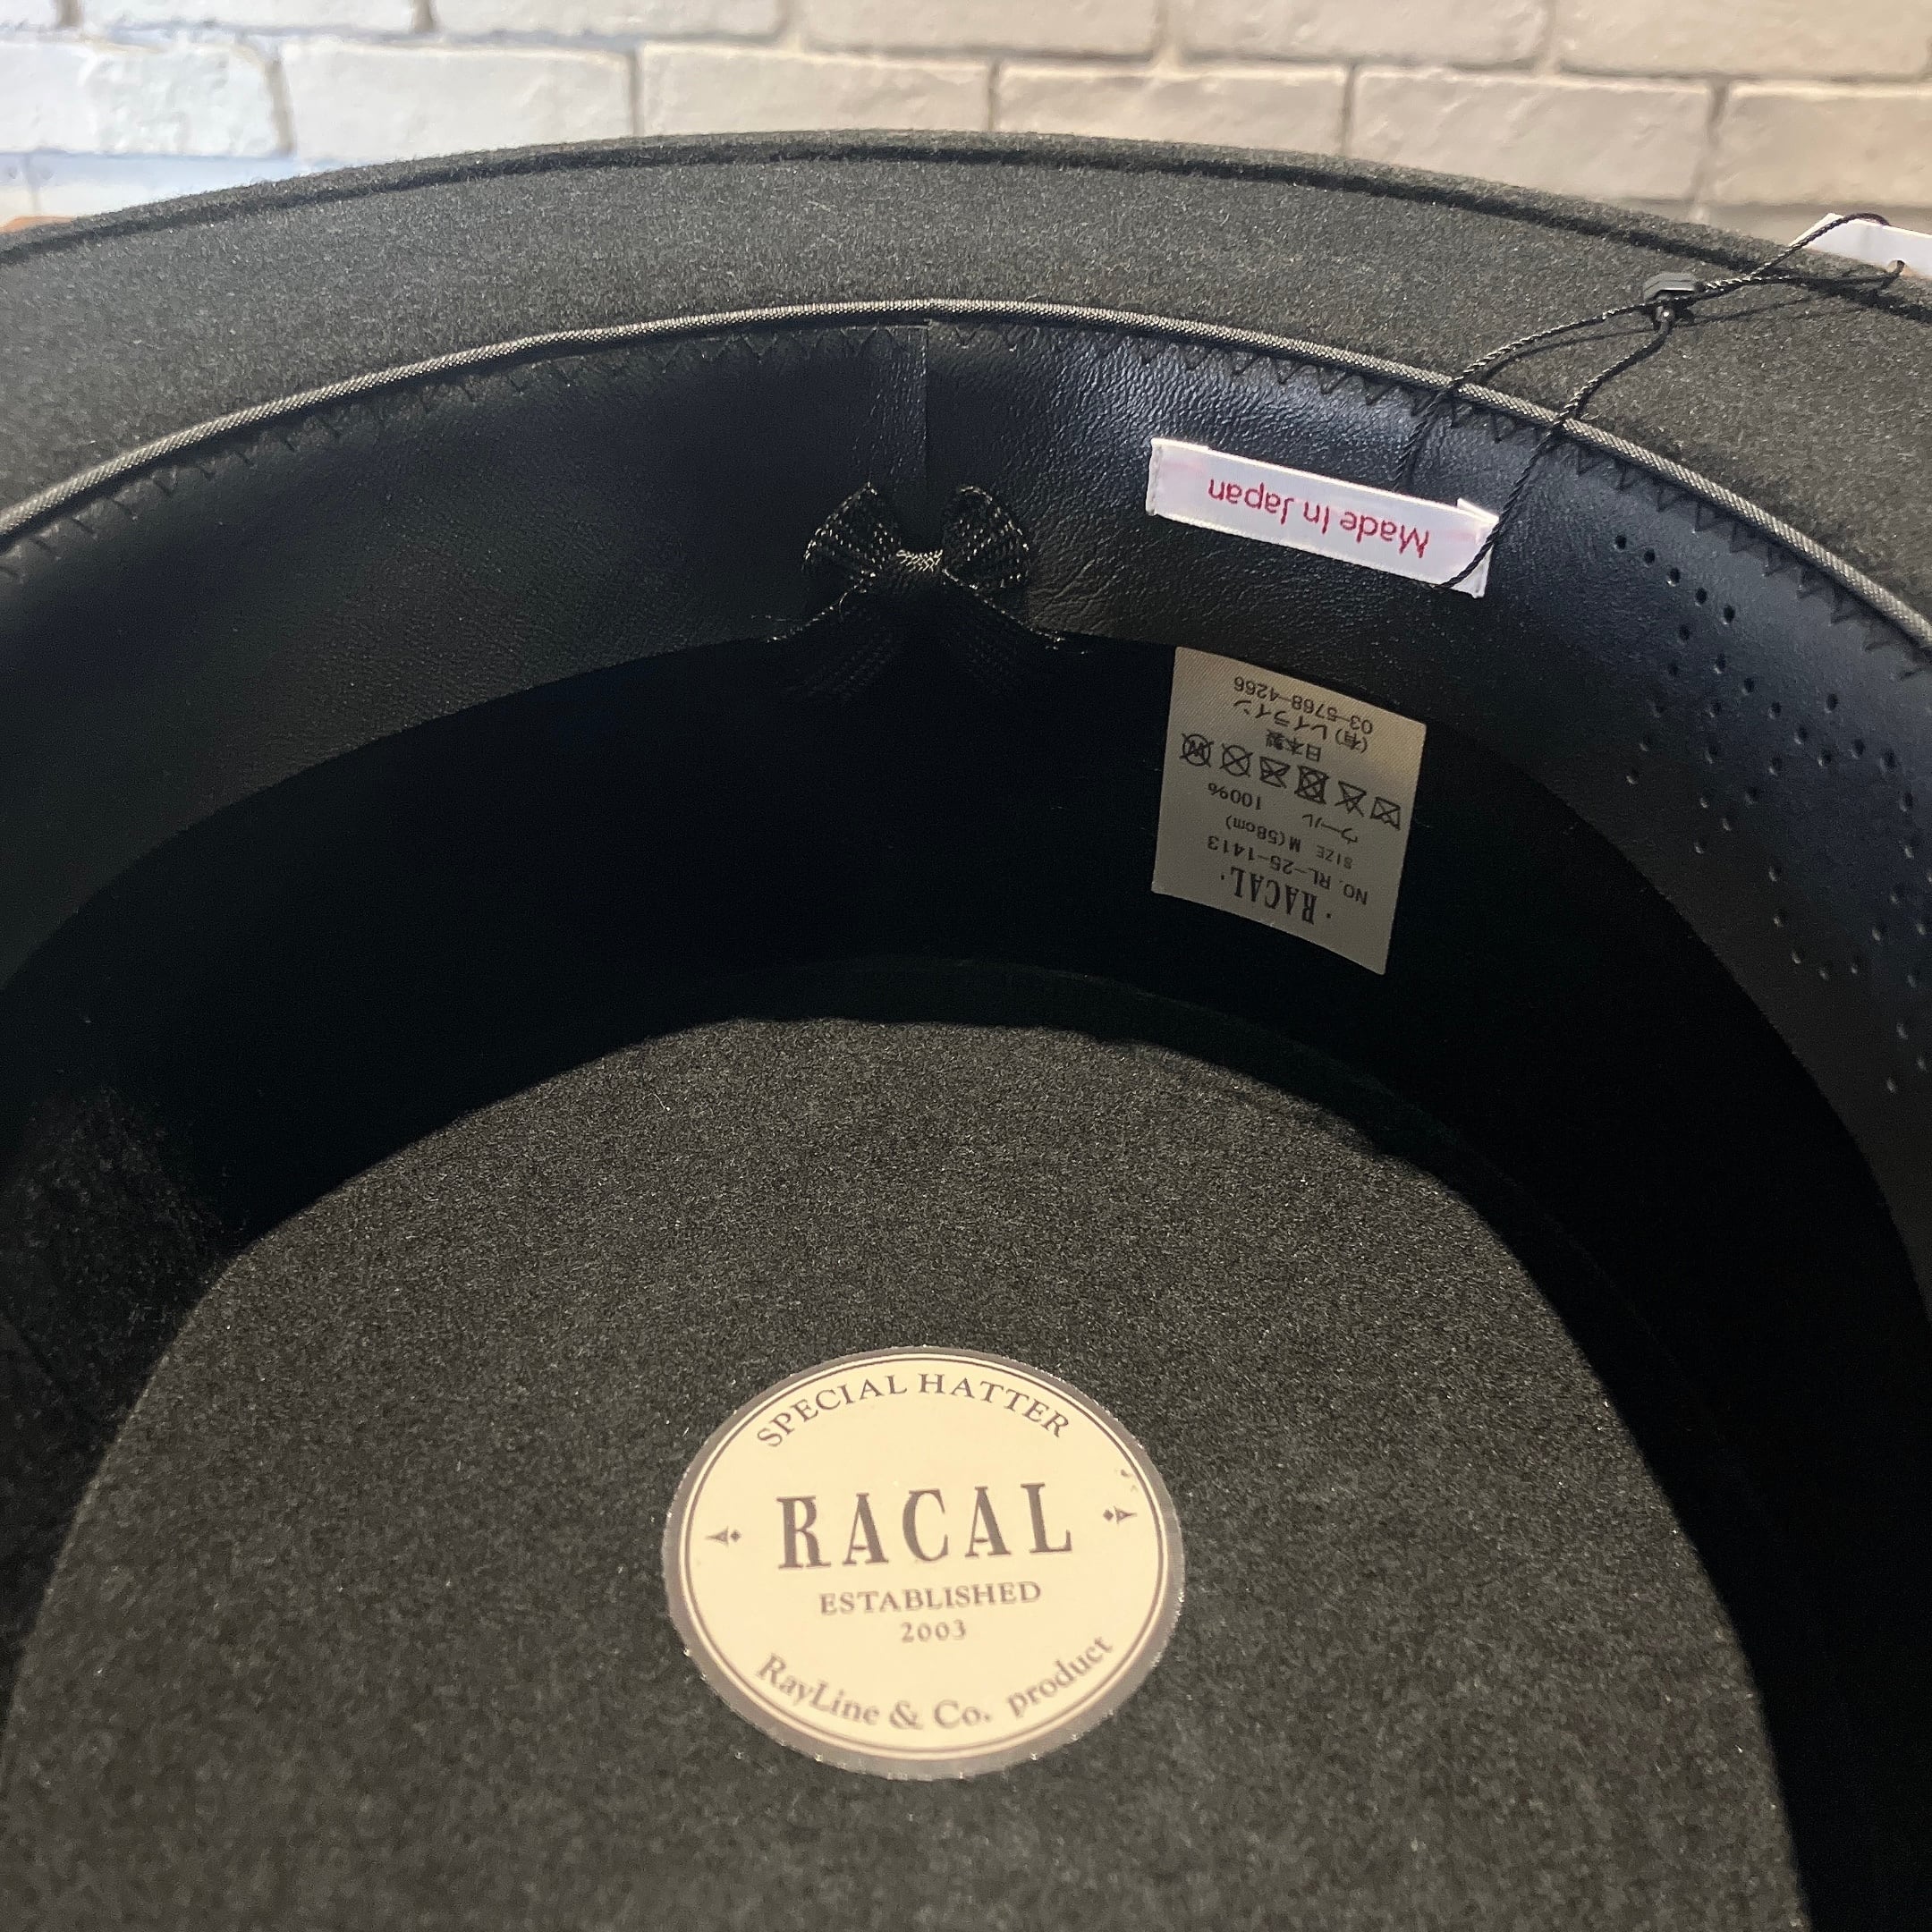 Made In Japan
・RACAL・
NO. RL-25-1413
SIZE M(58cm)
ウール 100%
日本製
(有)レイライン
03-5768-4266
SPECIAL HATTER
RACAL
ESTABLISHED
2003
RayLine & Co. product